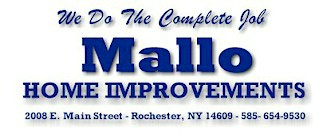 We Do The Complete Job
Mallo
HOME IMPROVEMENTS
2008 E. Main Street - Rochester, NY 14609 - 585- 654-9530